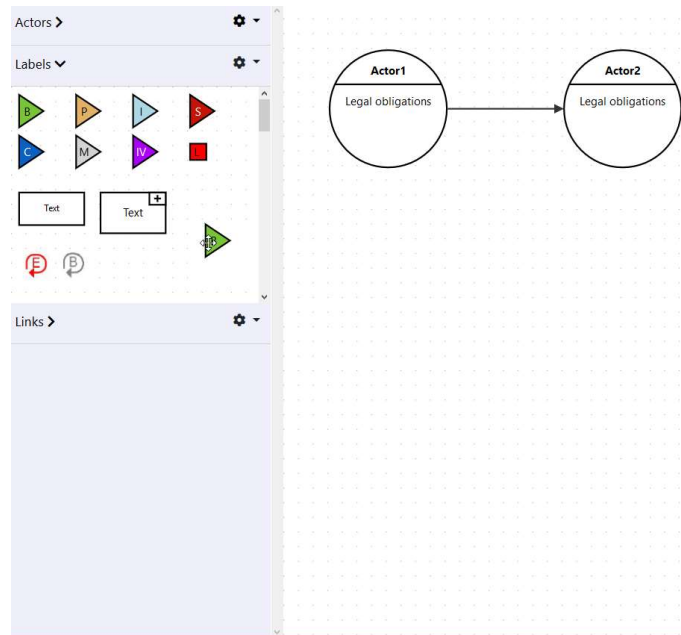 Actors
Labels
B P I S
C M IV
Text
Text
E B
Links
Actor1
Legal obligations
Actor2
Legal obligations